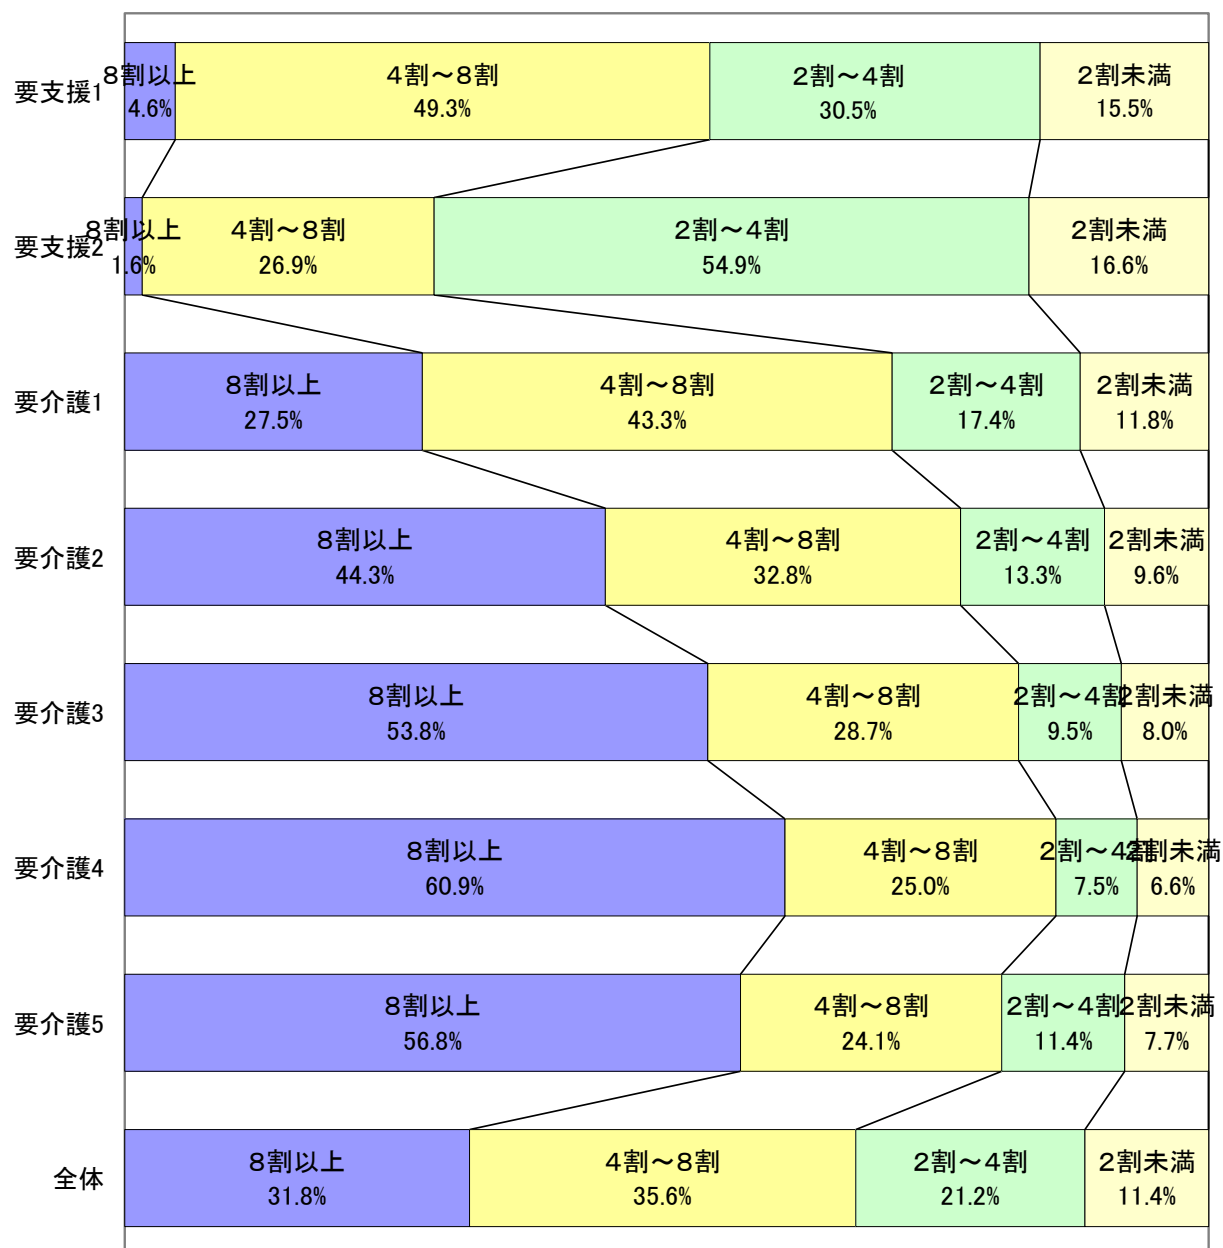 要支援1
8割以上
4割～8割
2割～4割
2割未満
4.6%
49.3%
30.5%
15.5%
要支援2
8割以上
4割～8割
2割～4割
2割未満
1.6%
26.9%
54.9%
16.6%
要介護1
8割以上
4割～8割
2割～4割
2割未満
27.5%
43.3%
17.4%
11.8%
要介護2
8割以上
4割～8割
2割～4割
2割未満
44.3%
32.8%
13.3%
9.6%
要介護3
8割以上
4割～8割
2割～4割
2割未満
53.8%
28.7%
9.5%
8.0%
要介護4
8割以上
4割～8割
2割～4割
2割未満
60.9%
25.0%
7.5%
6.6%
要介護5
8割以上
4割～8割
2割～4割
2割未満
56.8%
24.1%
11.4%
7.7%
全体
8割以上
4割～8割
2割～4割
2割未満
31.8%
35.6%
21.2%
11.4%